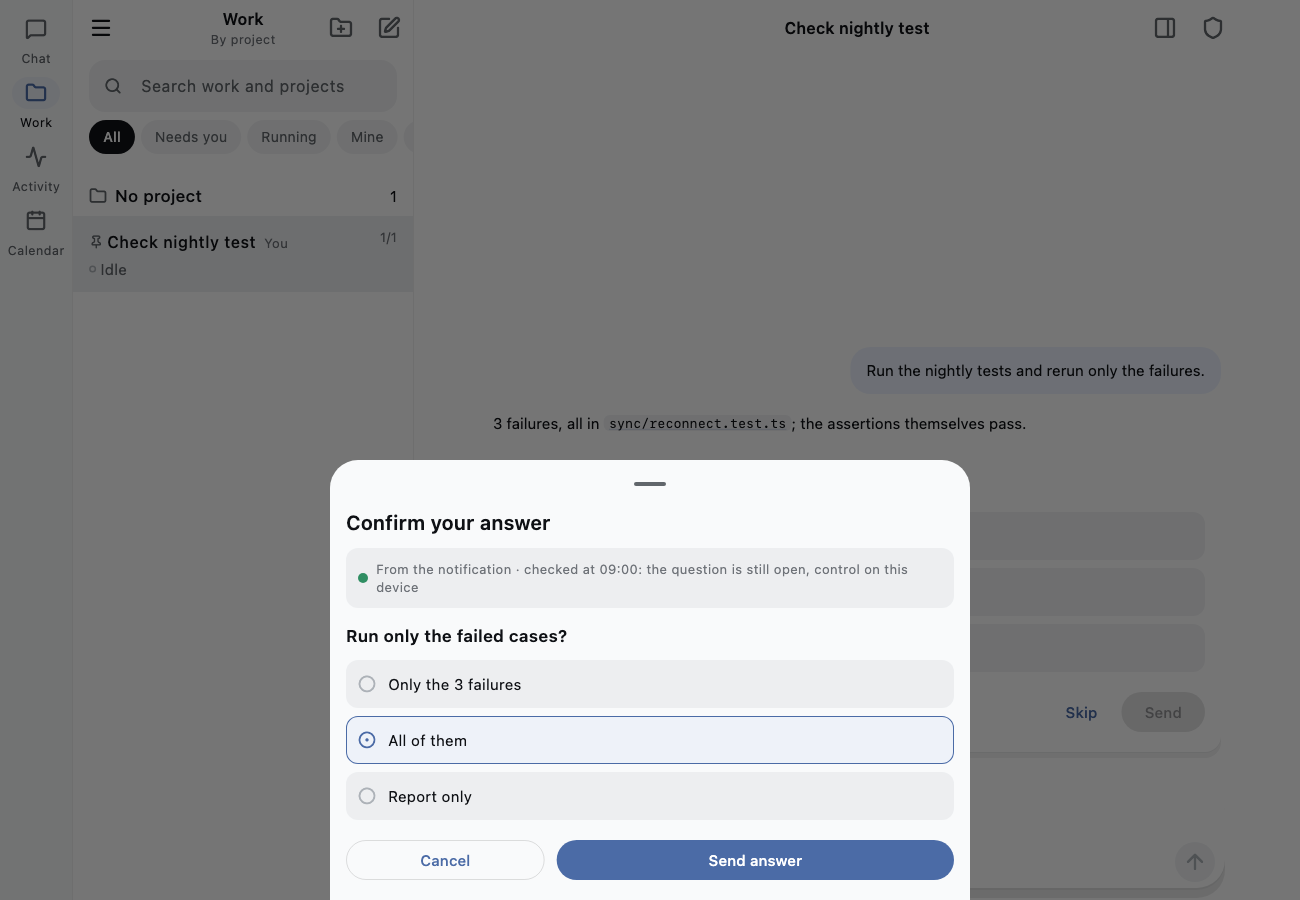 Chat
Work
Activity
Calendar
Work
By project
Search work and projects
All
Needs you
Running
Mine
No project
1
Check nightly test You
1/1
Idle
Check nightly test
Run the nightly tests and rerun only the failures.
3 failures, all in sync/reconnect.test.ts; the assertions themselves pass.
Skip
Send
Confirm your answer
From the notification · checked at 09:00: the question is still open, control on this
device
Run only the failed cases?
Only the 3 failures
All of them
Report only
Cancel
Send answer